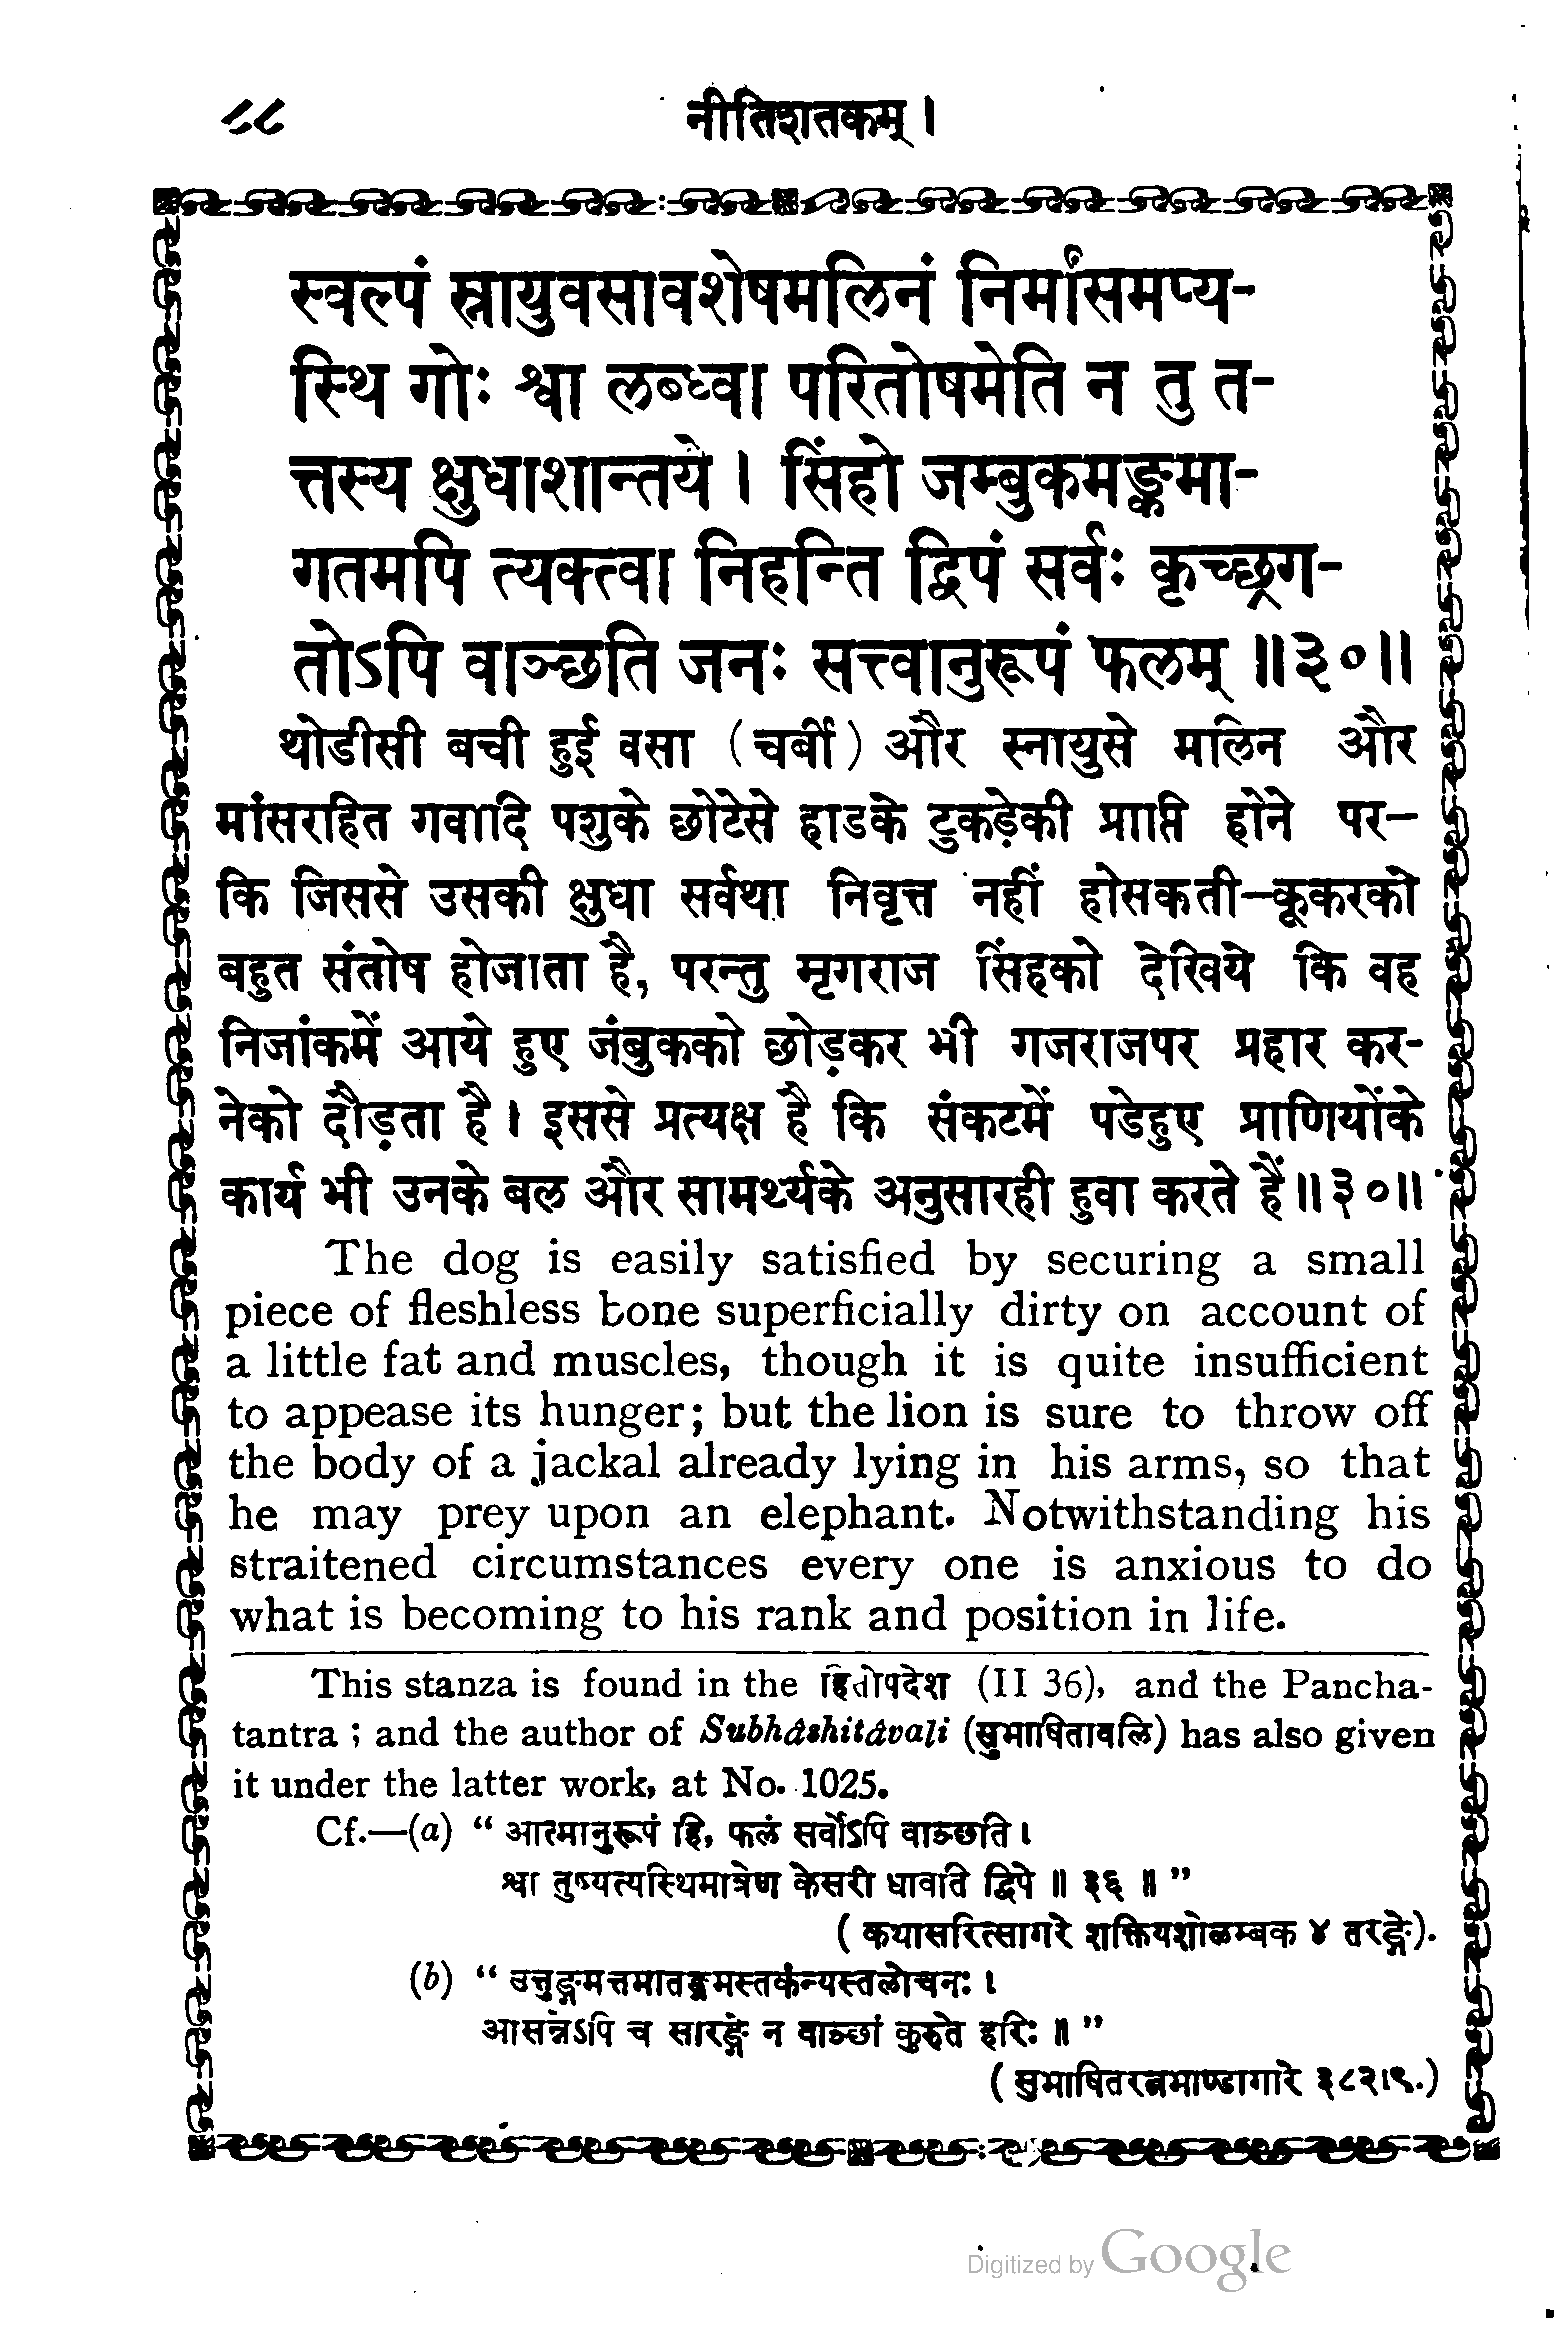 ८८ नीतिशतकम् ।
स्वल्पं स्नायुवसावशेषमलिनं निर्मांसमप्य-
स्थि गोः श्वा लब्ध्वा परितोषमेति न तु त-
त्तस्य क्षुधाशान्तये । सिंहो जम्बुकमङ्कमा-
गतमपि त्यक्त्वा निहन्ति द्विपं सर्वः कृच्छ्रग-
तोऽपि वाञ्छति जनः सत्त्वानुरूपं फलम् ॥३०॥
थोडीसी बची हुई वसा (चर्बी) और स्नायुसे मलिन और
मांसरहित गवादि पशुके छोटेसे हाडके टुकड़ेकी प्राप्ति होने पर–
कि जिससे उसकी क्षुधा सर्वथा निवृत्त नहीं होसकती–कूकरको
बहुत संतोष होजाता है, परन्तु मृगराज सिंहको देखिये कि वह
निजांकमें आये हुए जंबुकको छोड़कर भी गजराजपर प्रहार कर-
नेको दौड़ता है । इससे प्रत्यक्ष है कि संकटमें पडेहुए प्राणियोंके
कार्य भी उनके बल और सामर्थ्यके अनुसारही हुवा करते हैं॥३०॥
The dog is easily satisfied by securing a small
piece of fleshless bone superficially dirty on account of
a little fat and muscles, though it is quite insufficient
to appease its hunger; but the lion is sure to throw off
the body of a jackal already lying in his arms, so that
he may prey upon an elephant. Notwithstanding his
straitened circumstances every one is anxious to do
what is becoming to his rank and position in life.
This stanza is found in the हितोपदेश (II 36), and the Pancha-
tantra ; and the author of Subhâshitâvali (सुभाषितावलि) has also given
it under the latter work, at No. 1025.
Cf.—(a) “ आत्मानुरूपं हि, फलं सर्वोऽपि वाञ्छति ।
श्वा तुष्यत्यस्थिमात्रेण केसरी धावति द्विपे ॥ ३६ ॥ ”
( कथासरित्सागरे शक्तियशोलम्बक ४ तरङ्गे).
(b) “ उत्तुङ्गमत्तमातङ्गमस्तकंन्यस्तलोचनः ।
आसन्नेऽपि च सारङ्गे न वाञ्छां कुरुते हरिः ॥ ”
( सुभाषितरत्नभाण्डागारे ३८२।९.)
Digitized by Google